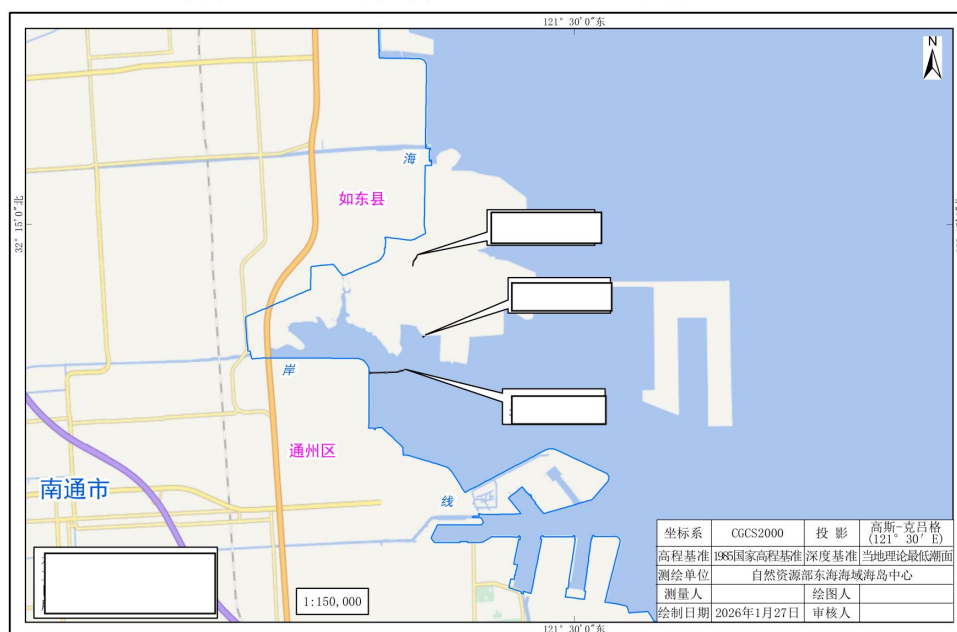 121° 30′ 0″东
N
海
如东县
32° 15′ 0″北
岸
通州区
南通市
线
1:150,000
坐标系 CGCS2000 投 影 高斯-克吕格 (121° 30′ E)
高程基准 1985国家高程基准 深度基准 当地理论最低潮面
测绘单位 自然资源部东海海域海岛中心
测量人 绘图人
绘制日期 2026年1月27日 审核人
121° 30′ 0″东